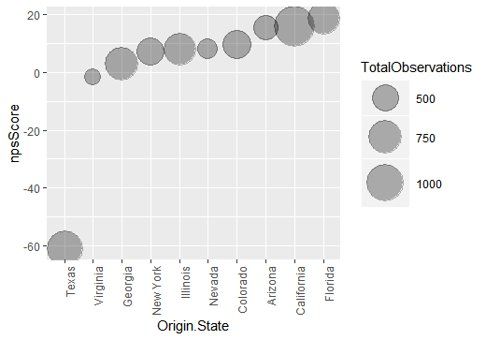 20
0
-20
-40
-60
npsScore
Texas
Virginia
Georgia
New York
Illinois
Nevada
Colorado
Arizona
California
Florida
Origin.State
TotalObservations
500
750
1000